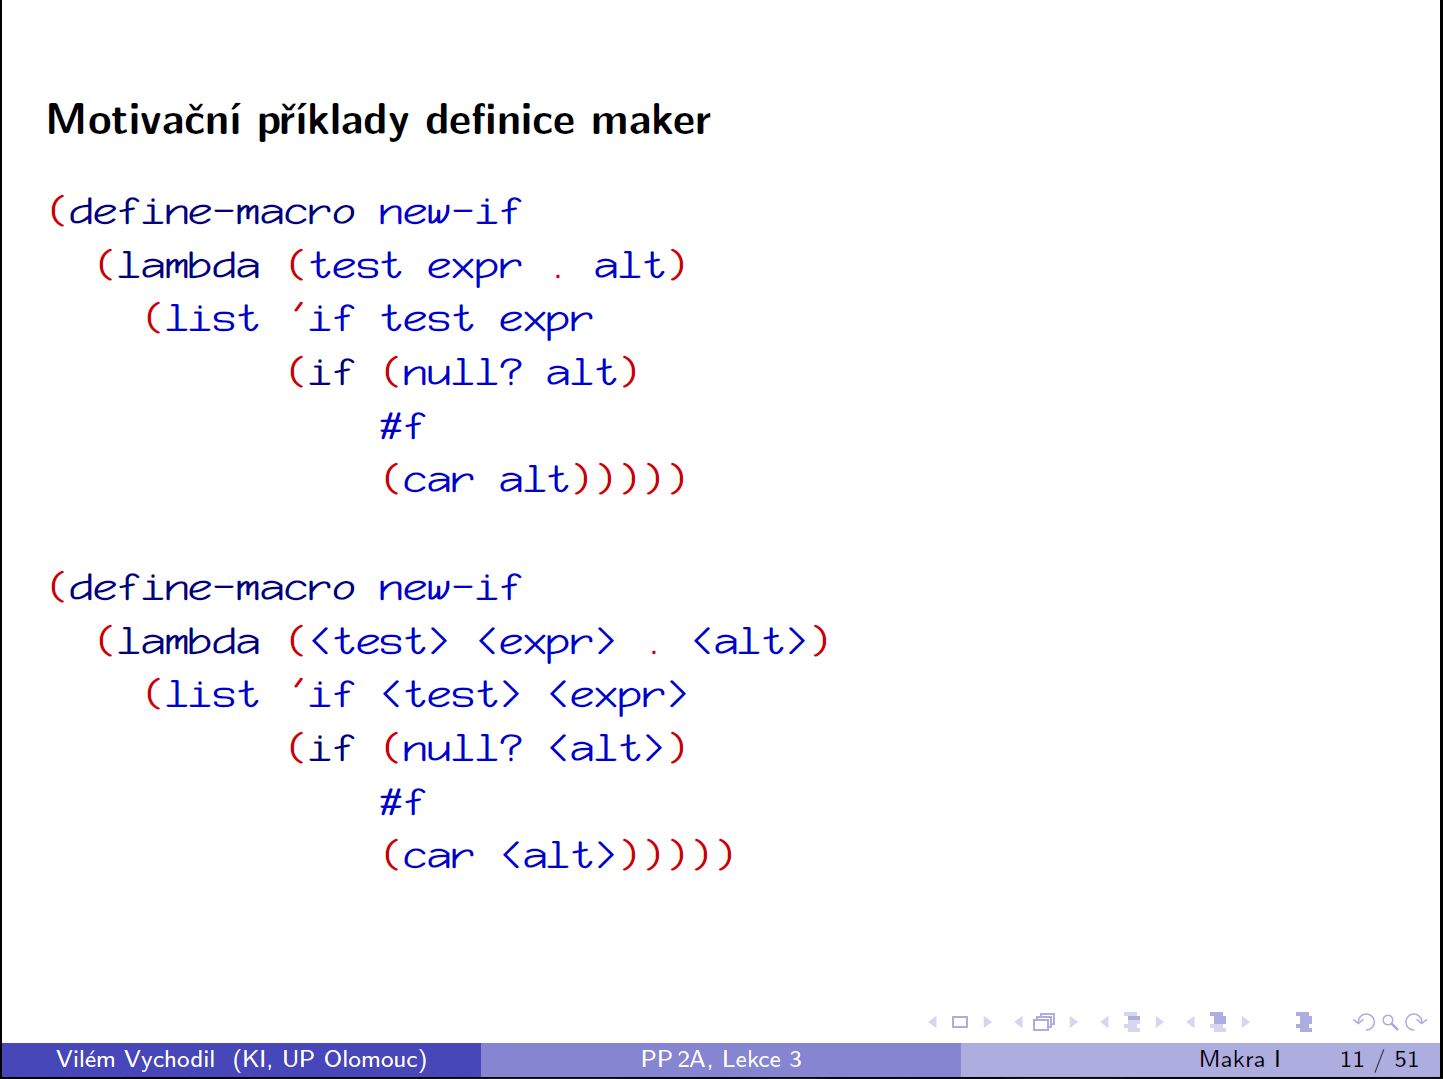 Motivační příklady definice maker
(define-macro new-if
  (lambda (test expr . alt)
    (list 'if test expr
          (if (null? alt)
              #f
              (car alt)))))
(define-macro new-if
  (lambda (<test> <expr> . <alt>)
    (list 'if <test> <expr>
          (if (null? <alt>)
              #f
              (car <alt>)))))
Vilém Vychodil (KI, UP Olomouc) PP 2A, Lekce 3 Makra I 11 / 51